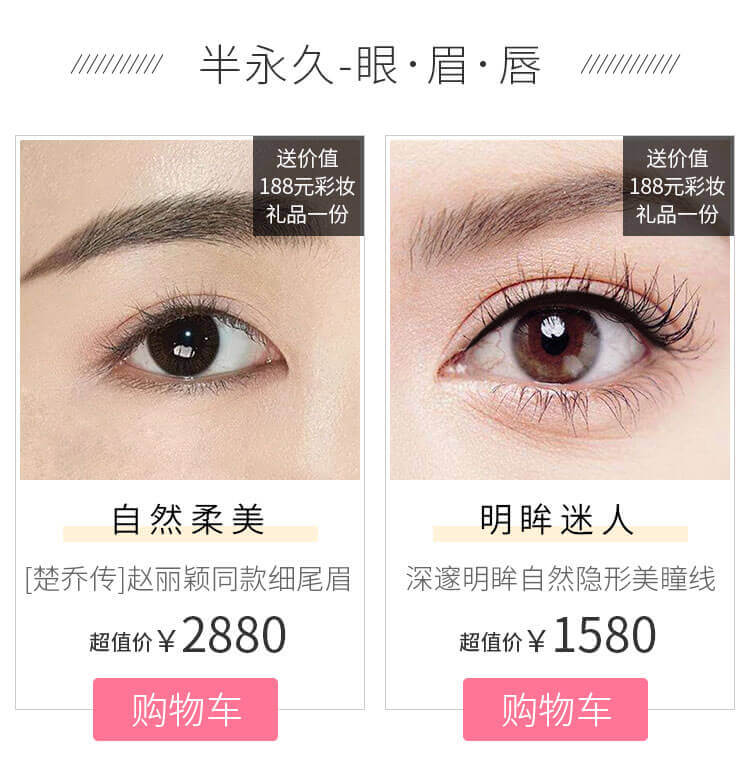 半永久-眼·眉·唇
送价值
188元彩妆
礼品一份
送价值
188元彩妆
礼品一份
自然柔美
[楚乔传]赵丽颖同款细尾眉
超值价￥2880
购物车
明眸迷人
深邃明眸自然隐形美瞳线
超值价￥1580
购物车